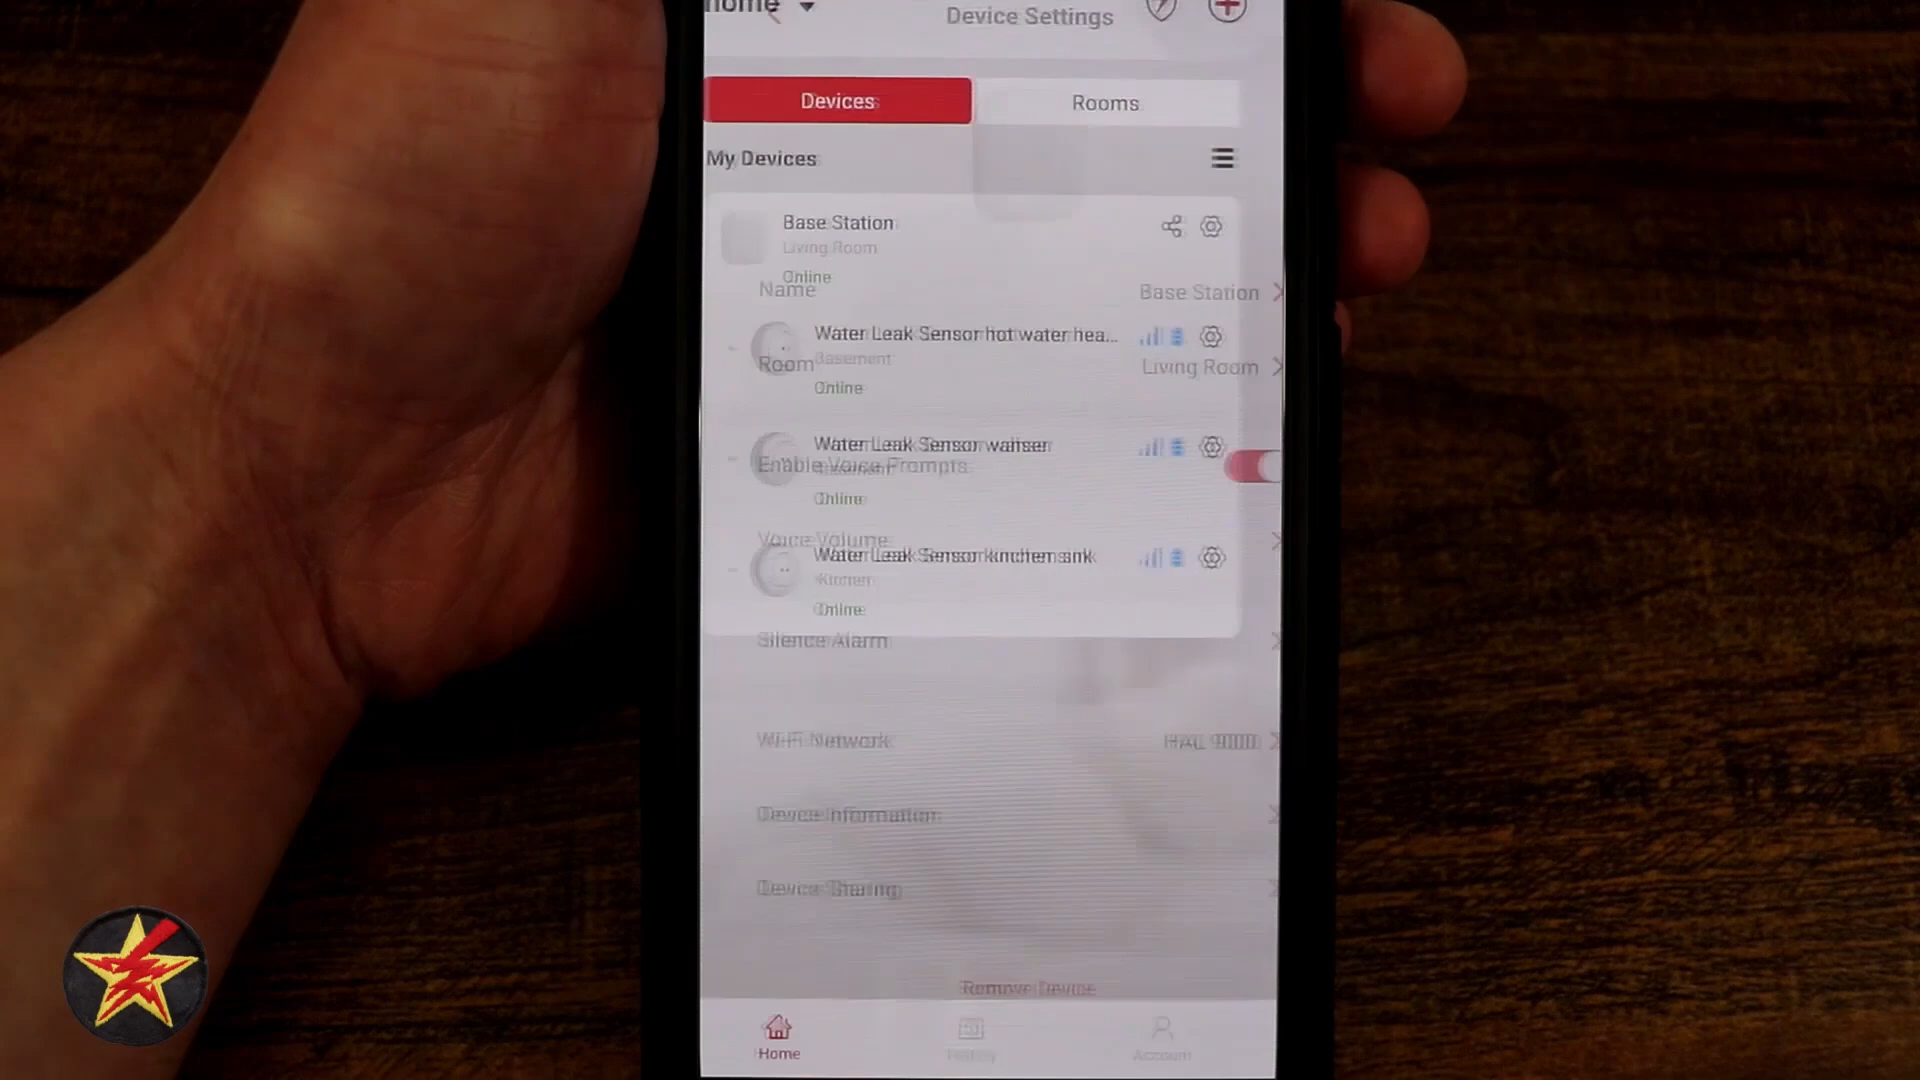 home
Device Settings
Devices
Rooms
My Devices
Base Station
Living Room
Online
Name
Base Station
Water Leak Sensor hot water hea...
Basement
Room
Living Room
Online
Water Leak Sensor
Enable Voice Prompts
Online
Voice Volume
Water Leak Sensor kinchen sink
Kitchen
Online
Silence Alarm
Wi-Fi Network
HAL 9000
Device Information
Device Sharing
Remove Device
Home
History
Account